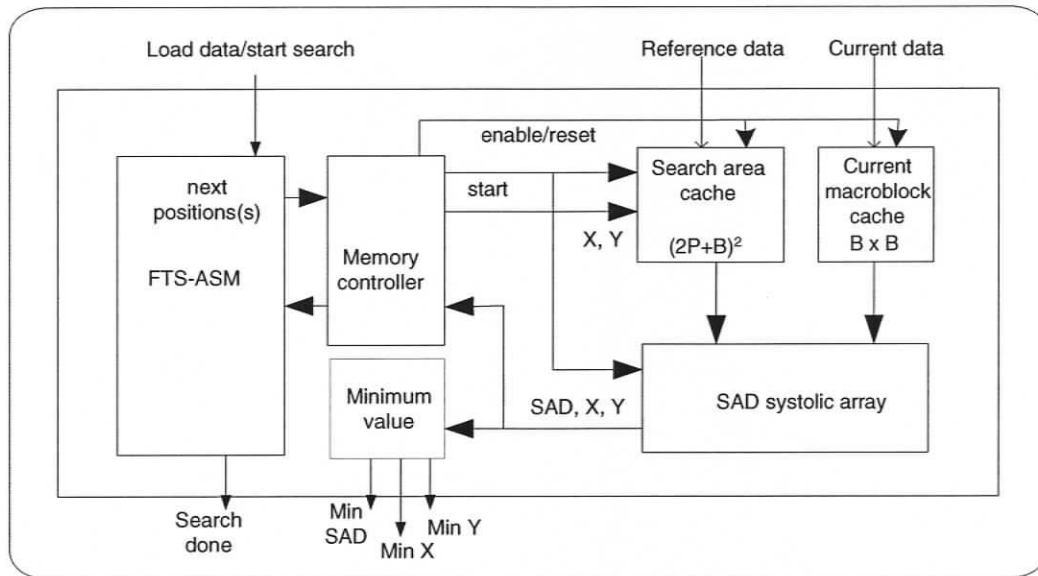 Load data/start search
Reference data
Current data
enable/reset
next
positions(s)
FTS-ASM
Memory
controller
start
X, Y
Search area
cache
(2P+B)²
Current
macroblock
cache
B x B
Minimum
value
SAD, X, Y
SAD systolic array
Search
done
Min
SAD
Min X
Min Y